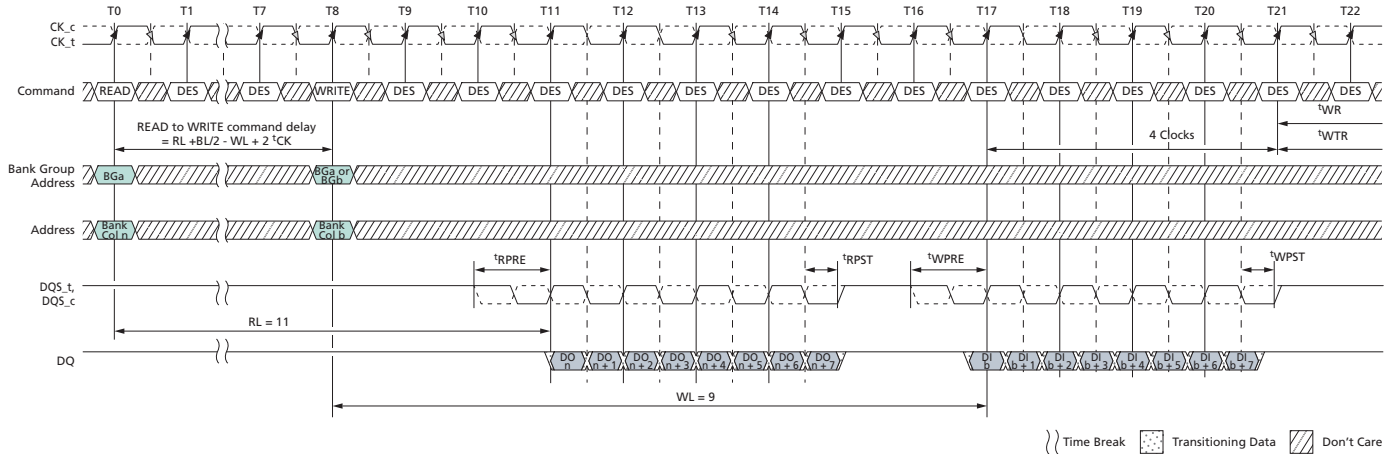 T0 T1 T7 T8 T9 T10 T11 T12 T13 T14 T15 T16 T17 T18 T19 T20 T21 T22
CK_c
CK_t
Command READ DES DES WRITE DES DES DES DES DES DES DES DES DES DES DES DES DES DES
tWR
READ to WRITE command delay
= RL +BL/2 - WL + 2 tCK
4 Clocks tWTR
Bank Group
Address
BGa
BGa or
BGb
Address
Bank
Col n
Bank
Col b
tRPRE tRPST tWPRE tWPST
DQS_t,
DQS_c
RL = 11
DQ
DO
n
DO
n + 1
DO
n + 2
DO
n + 3
DO
n + 4
DO
n + 5
DO
n + 6
DO
n + 7
DI
b
DI
b + 1
DI
b + 2
DI
b + 3
DI
b + 4
DI
b + 5
DI
b + 6
DI
b + 7
WL = 9
Time Break Transitioning Data Don't Care